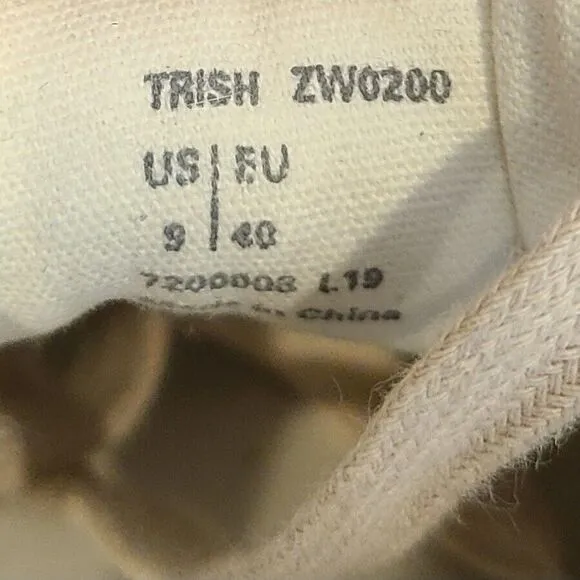 TRISH ZW0200
US | EU
9 | 40
7200008 L19
Made in China